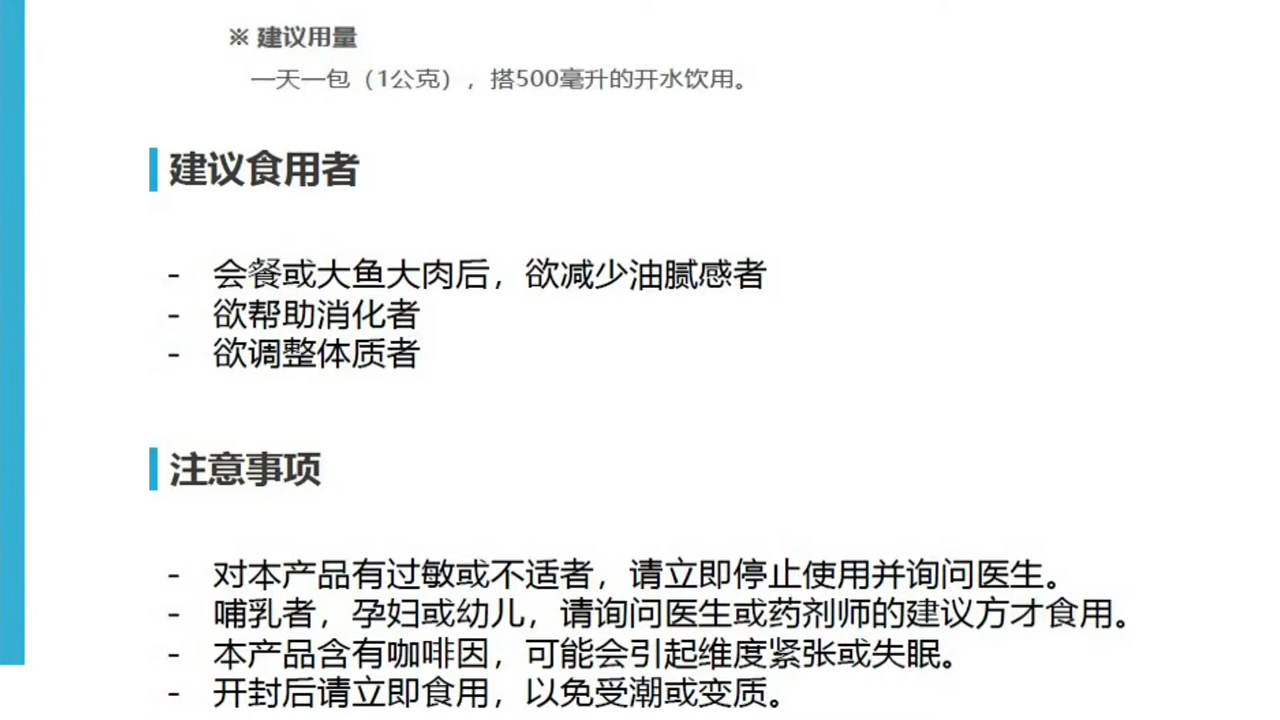 ※ 建议用量
一天一包（1公克），搭500毫升的开水饮用。
建议食用者
- 会餐或大鱼大肉后，欲减少油腻感者
- 欲帮助消化者
- 欲调整体质者
注意事项
- 对本产品有过敏或不适者，请立即停止使用并询问医生。
- 哺乳者，孕妇或幼儿，请询问医生或药剂师的建议方才食用。
- 本产品含有咖啡因，可能会引起维度紧张或失眠。
- 开封后请立即食用，以免受潮或变质。